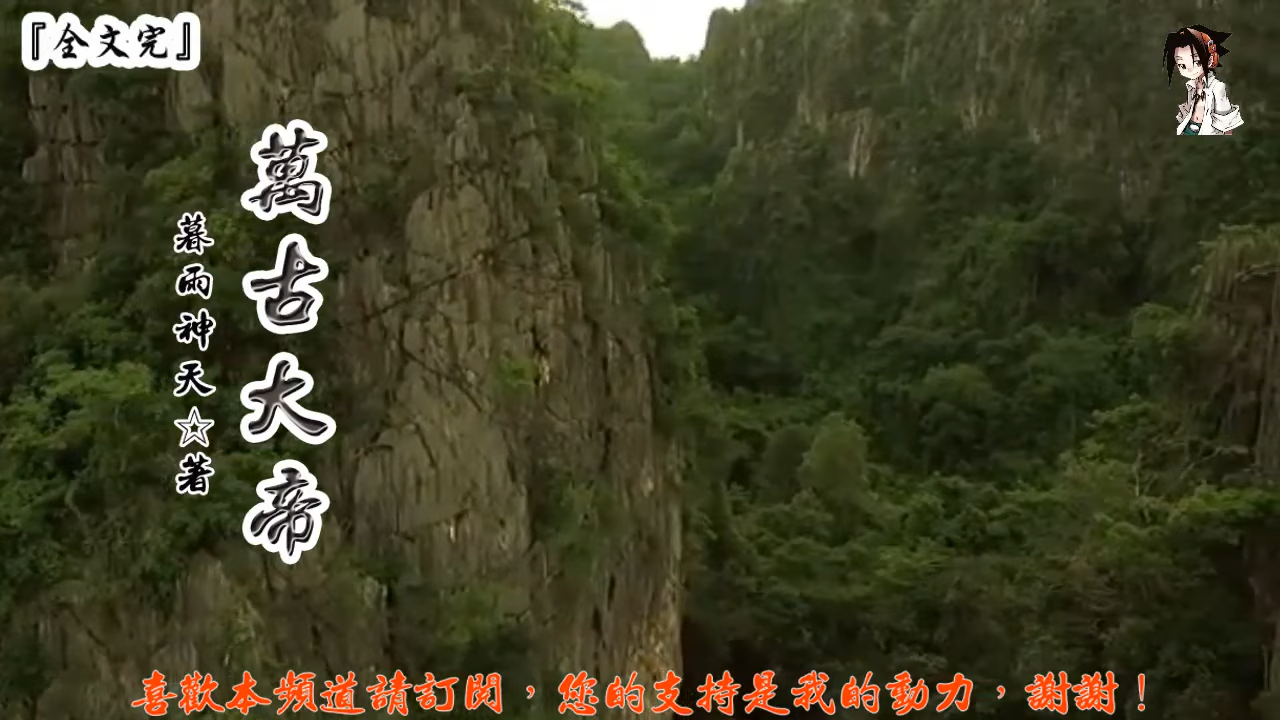 『全文完』
萬古大帝
暮雨神天☆著
喜歡本頻道請訂閱，您的支持是我的動力，謝謝！